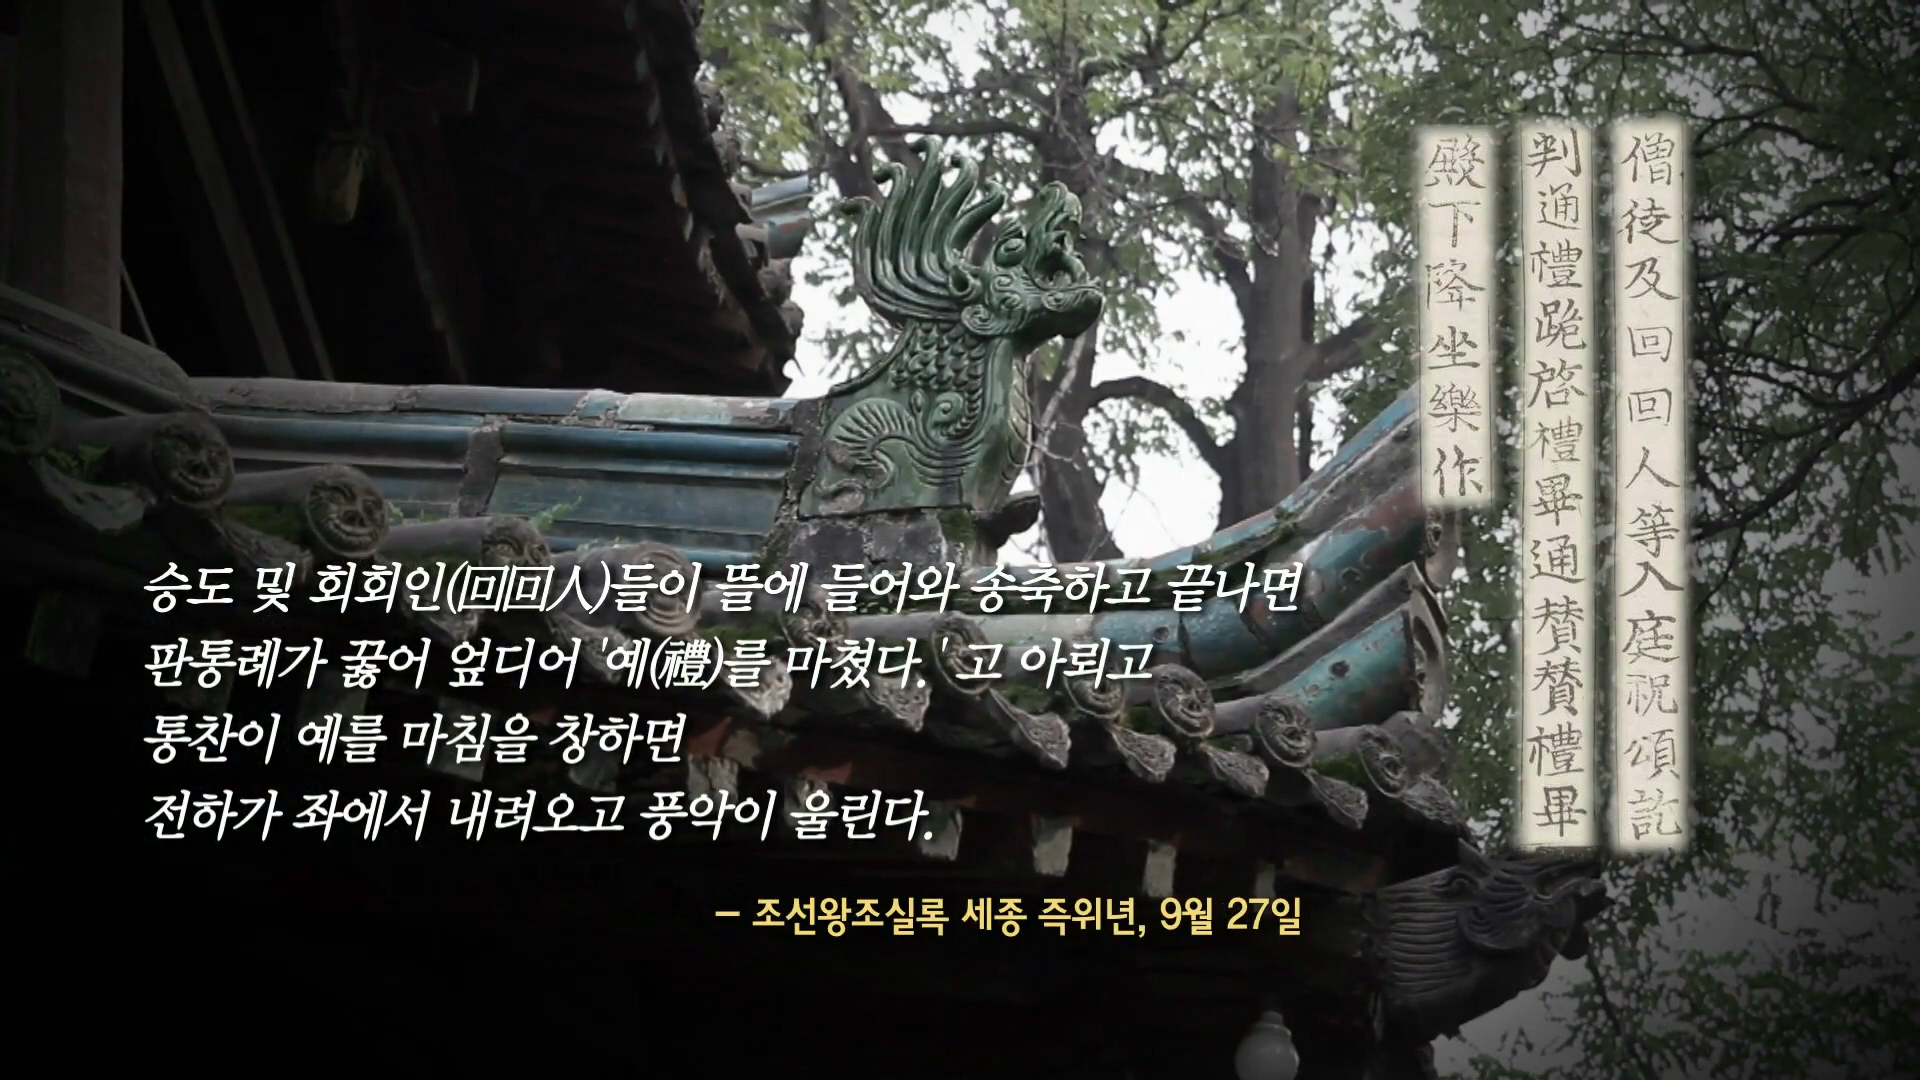 승도 및 회회인(回回人)들이 뜰에 들어와 송축하고 끝나면
판통례가 꿇어 엎디어 '예(禮)를 마쳤다.' 고 아뢰고
통찬이 예를 마침을 창하면
전하가 좌에서 내려오고 풍악이 울린다.
– 조선왕조실록 세종 즉위년, 9월 27일
僧徒及回回人等入庭祝頌訖
判通禮跪啓禮畢通贊贊禮畢
殿下降坐樂作